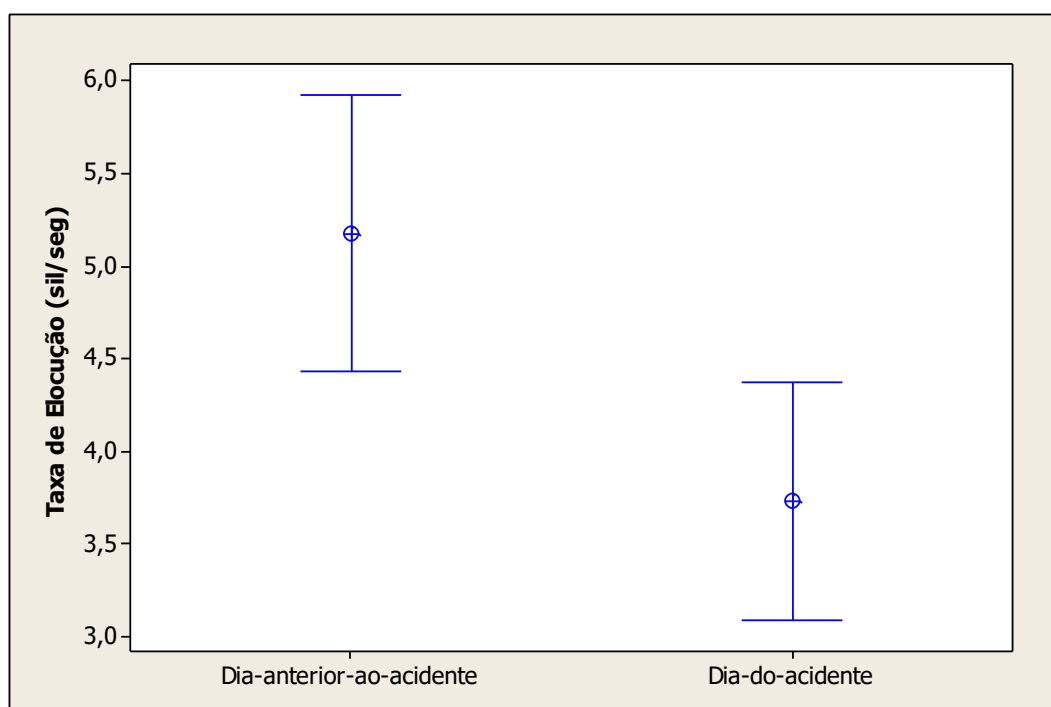 Taxa de Elocução (sil/seg)
6,0
5,5
5,0
4,5
4,0
3,5
3,0
Dia-anterior-ao-acidente
Dia-do-acidente